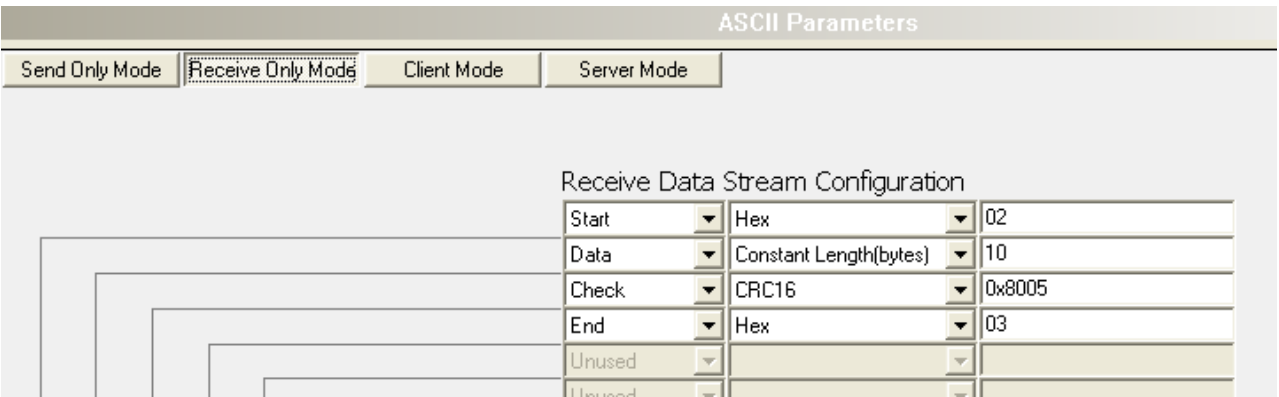 ASCII Parameters
Send Only Mode Receive Only Mode Client Mode Server Mode
Receive Data Stream Configuration
Start Hex 02
Data Constant Length(bytes) 10
Check CRC16 0x8005
End Hex 03
Unused
Unused